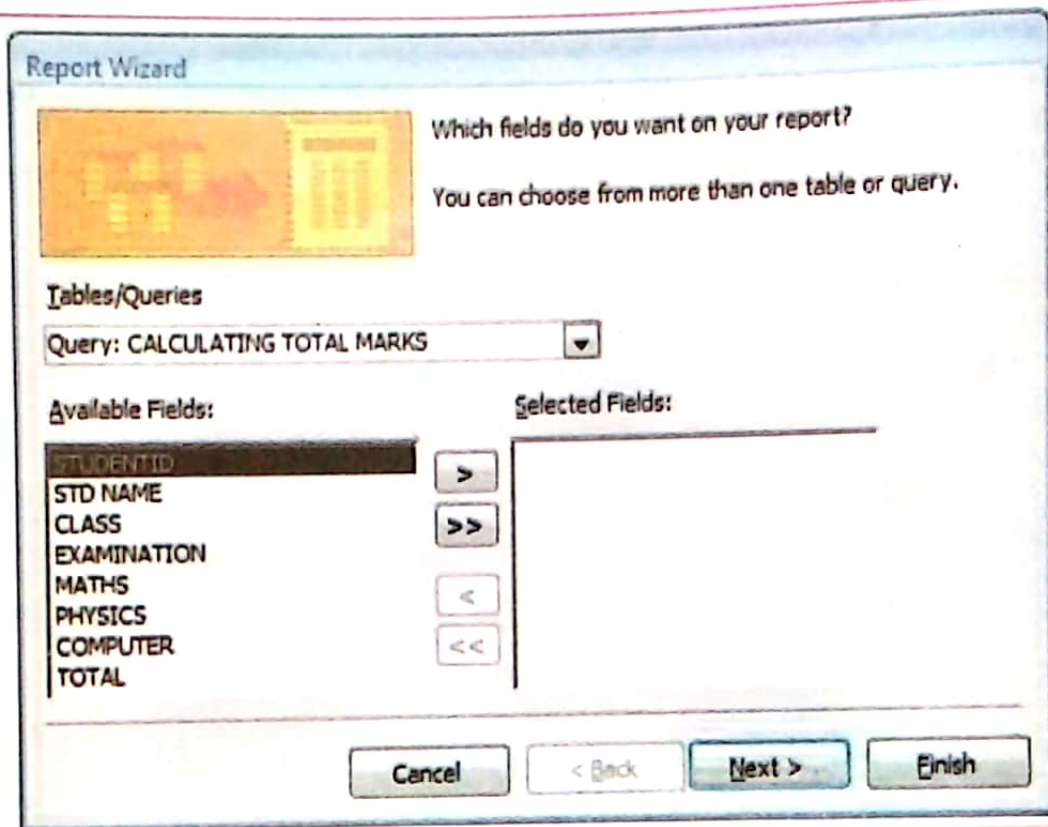 Report Wizard
Which fields do you want on your report?
You can choose from more than one table or query.
Tables/Queries
Query: CALCULATING TOTAL MARKS
Available Fields:
Selected Fields:
STUDENTID
STD NAME
CLASS
EXAMINATION
MATHS
PHYSICS
COMPUTER
TOTAL
>
>>
<
<<
Cancel
< Back
Next >
Finish